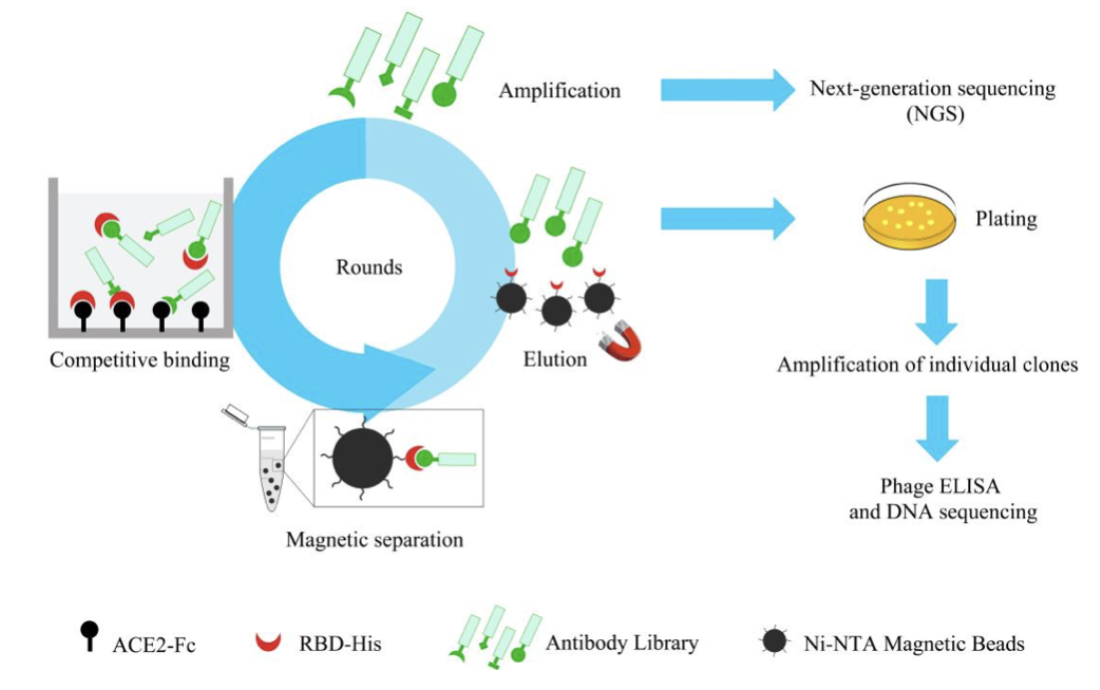 Amplification
Next-generation sequencing
(NGS)
Rounds
Plating
Competitive binding
Elution
Amplification of individual clones
Magnetic separation
Phage ELISA
and DNA sequencing
ACE2-Fc
RBD-His
Antibody Library
Ni-NTA Magnetic Beads